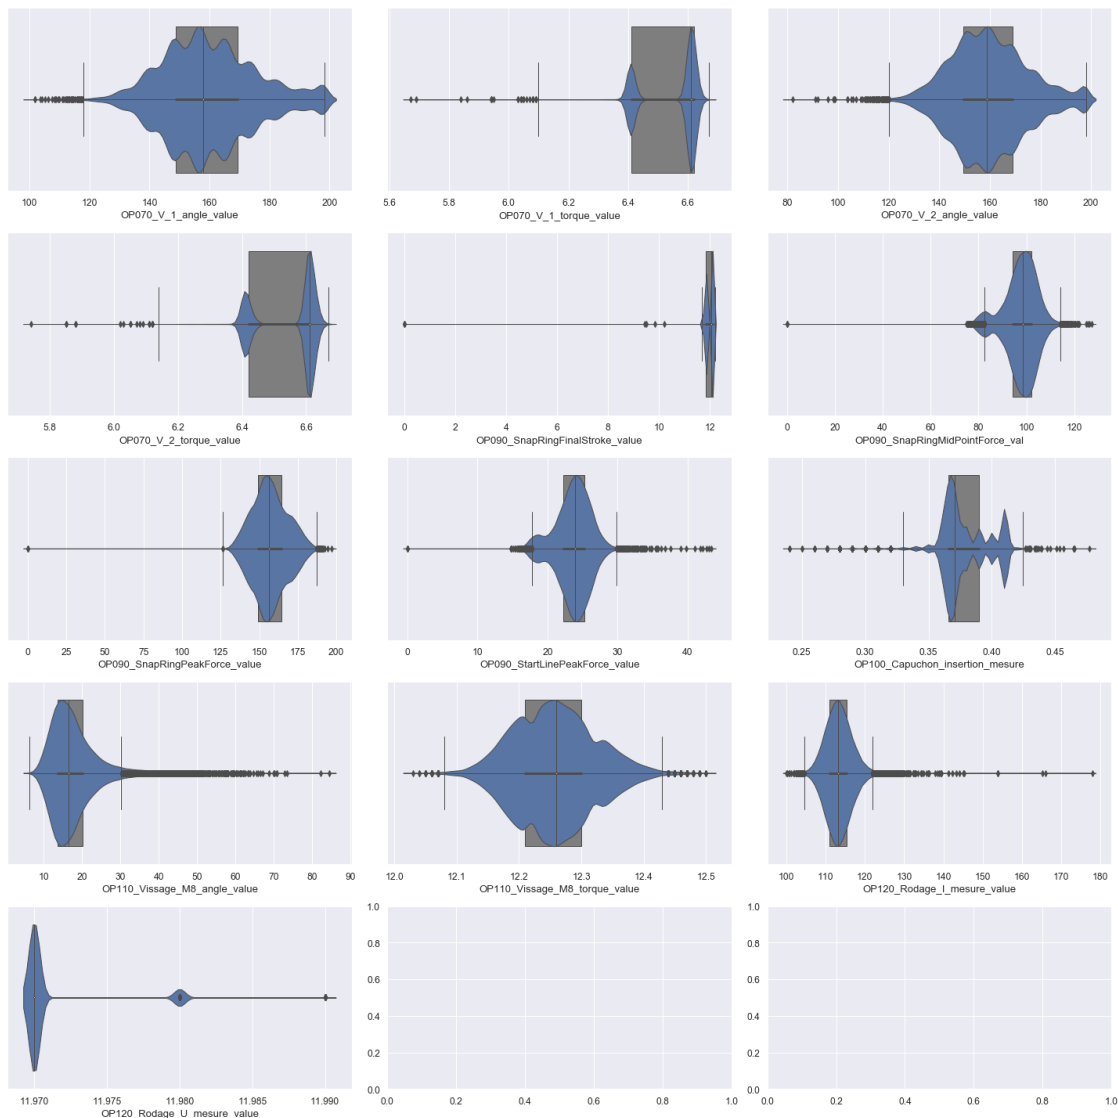 100 120 140 160 180 200
OP070_V_1_angle_value
5.6 5.8 6.0 6.2 6.4 6.6
OP070_V_1_torque_value
80 100 120 140 160 180 200
OP070_V_2_angle_value
5.8 6.0 6.2 6.4 6.6
OP070_V_2_torque_value
0 2 4 6 8 10 12
OP090_SnapRingFinalStroke_value
0 20 40 60 80 100 120
OP090_SnapRingMidPointForce_val
0 25 50 75 100 125 150 175 200
OP090_SnapRingPeakForce_value
0 10 20 30 40
OP090_StartLinePeakForce_value
0.25 0.30 0.35 0.40 0.45
OP100_Capuchon_insertion_mesure
10 20 30 40 50 60 70 80 90
OP110_Vissage_M8_angle_value
12.0 12.1 12.2 12.3 12.4 12.5
OP110_Vissage_M8_torque_value
100 110 120 130 140 150 160 170 180
OP120_Rodage_I_mesure_value
11.970 11.975 11.980 11.985 11.990
OP120_Rodage_U_mesure_value
1.0
0.8
0.6
0.4
0.2
0.0
0.0 0.2 0.4 0.6 0.8 1.0
1.0
0.8
0.6
0.4
0.2
0.0
0.0 0.2 0.4 0.6 0.8 1.0